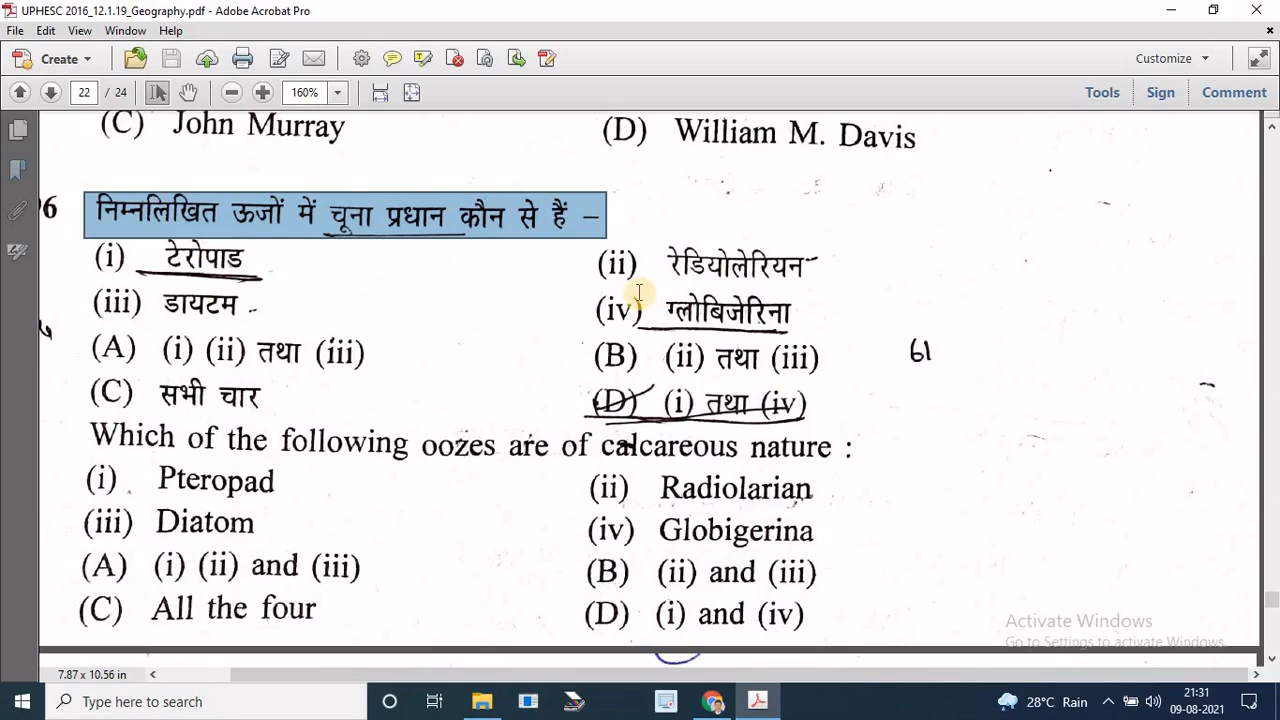 UPHESC 2016_12.1.19_Geography.pdf - Adobe Acrobat Pro
File Edit View Window Help
Create Customize
22 / 24 160% Tools Sign Comment
(C) John Murray (D) William M. Davis
96 निम्नलिखित ऊजों में चूना प्रधान कौन से हैं –
(i) टेरोपाड (ii) रेडियोलेरियन
(iii) डायटम (iv) ग्लोबिजेरिना
(A) (i) (ii) तथा (iii) (B) (ii) तथा (iii) 61
(C) सभी चार (D) (i) तथा (iv)
Which of the following oozes are of calcareous nature :
(i) Pteropad (ii) Radiolarian
(iii) Diatom (iv) Globigerina
(A) (i) (ii) and (iii) (B) (ii) and (iii)
(C) All the four (D) (i) and (iv)
Activate Windows
Go to Settings to activate Windows.
7.87 x 10.56 in
Type here to search 28°C Rain 21:31
09-08-2021